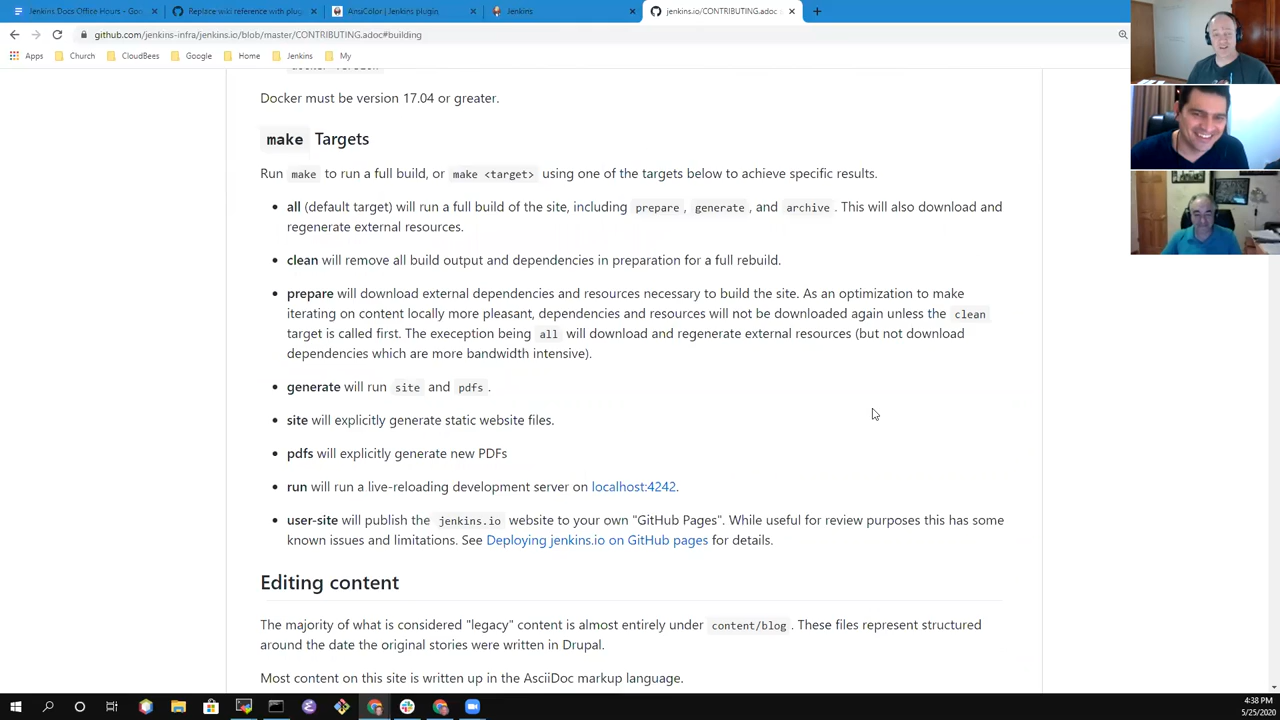 Jenkins Docs Office Hours - Goo
Replace wiki reference with plug
AnsiColor | Jenkins plugin
Jenkins
jenkins.io/CONTRIBUTING.adoc
github.com/jenkins-infra/jenkins.io/blob/master/CONTRIBUTING.adoc#building
Apps
Church
CloudBees
Google
Home
Jenkins
My
Docker must be version 17.04 or greater.
make Targets
Run make to run a full build, or make <target> using one of the targets below to achieve specific results.
all (default target) will run a full build of the site, including prepare, generate, and archive. This will also download and
regenerate external resources.
clean will remove all build output and dependencies in preparation for a full rebuild.
prepare will download external dependencies and resources necessary to build the site. As an optimization to make
iterating on content locally more pleasant, dependencies and resources will not be downloaded again unless the clean
target is called first. The exeception being all will download and regenerate external resources (but not download
dependencies which are more bandwidth intensive).
generate will run site and pdfs.
site will explicitly generate static website files.
pdfs will explicitly generate new PDFs
run will run a live-reloading development server on localhost:4242.
user-site will publish the jenkins.io website to your own "GitHub Pages". While useful for review purposes this has some
known issues and limitations. See Deploying jenkins.io on GitHub pages for details.
Editing content
The majority of what is considered "legacy" content is almost entirely under content/blog. These files represent structured
around the date the original stories were written in Drupal.
Most content on this site is written up in the AsciiDoc markup language.
4:38 PM
5/25/2020